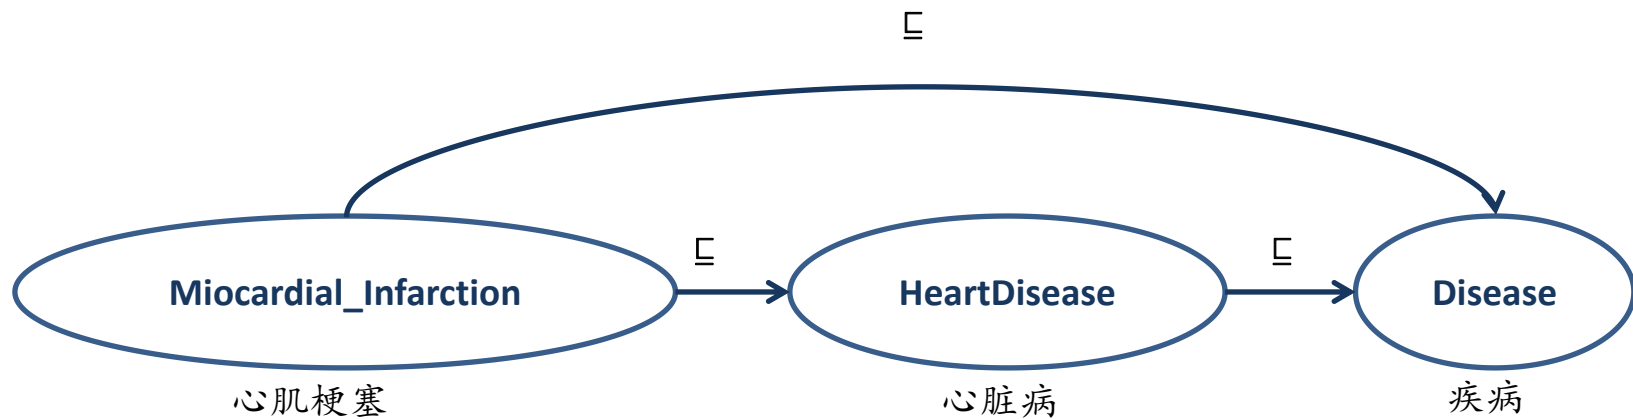 ⊑
⊑
⊑
Miocardial_Infarction
HeartDisease
Disease
心肌梗塞
心脏病
疾病